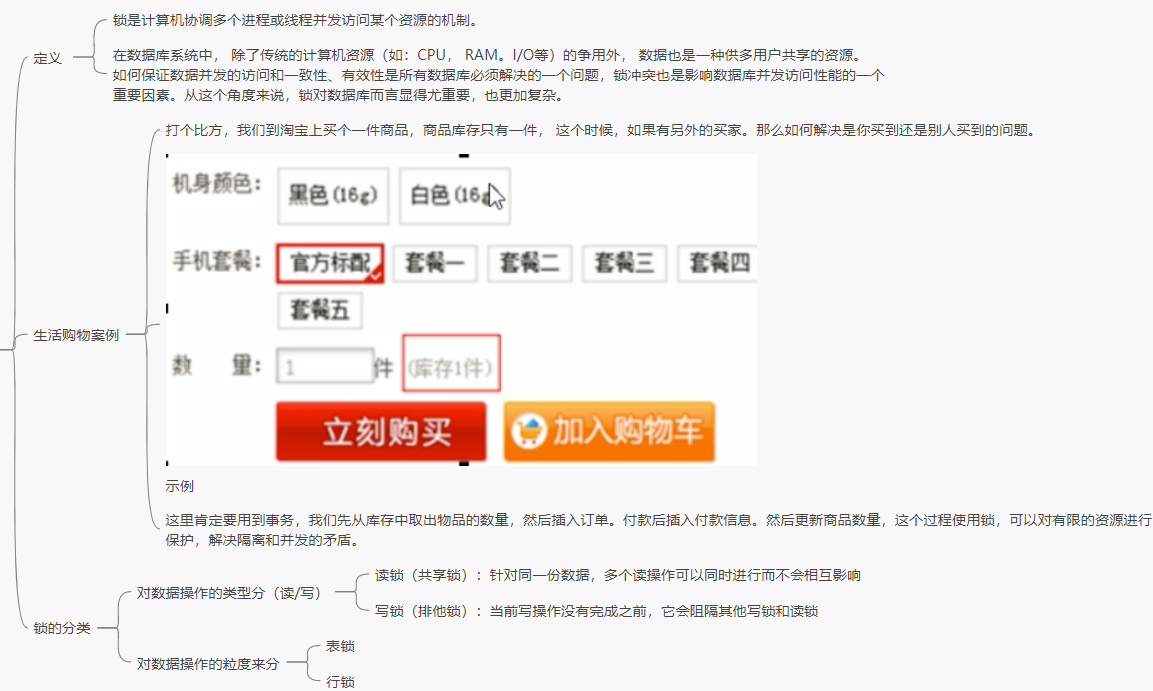 定义
锁是计算机协调多个进程或线程并发访问某个资源的机制。
在数据库系统中， 除了传统的计算机资源（如：CPU， RAM。I/O等）的争用外， 数据也是一种供多用户共享的资源。
如何保证数据并发的访问和一致性、有效性是所有数据库必须解决的一个问题，锁冲突也是影响数据库并发访问性能的一个
重要因素。从这个角度来说，锁对数据库而言显得尤重要，也更加复杂。
生活购物案例
打个比方，我们到淘宝上买个一件商品，商品库存只有一件， 这个时候，如果有另外的买家。那么如何解决是你买到还是别人买到的问题。
机身颜色： 黑色(16g) 白色(16g
手机套餐： 官方标配 套餐一 套餐二 套餐三 套餐四
套餐五
数 量： 1 件 (库存1件)
立刻购买 加入购物车
示例
这里肯定要用到事务，我们先从库存中取出物品的数量，然后插入订单。付款后插入付款信息。然后更新商品数量，这个过程使用锁，可以对有限的资源进行
保护，解决隔离和并发的矛盾。
锁的分类
对数据操作的类型分（读/写）
读锁（共享锁）：针对同一份数据，多个读操作可以同时进行而不会相互影响
写锁（排他锁）：当前写操作没有完成之前，它会阻隔其他写锁和读锁
对数据操作的粒度来分
表锁
行锁